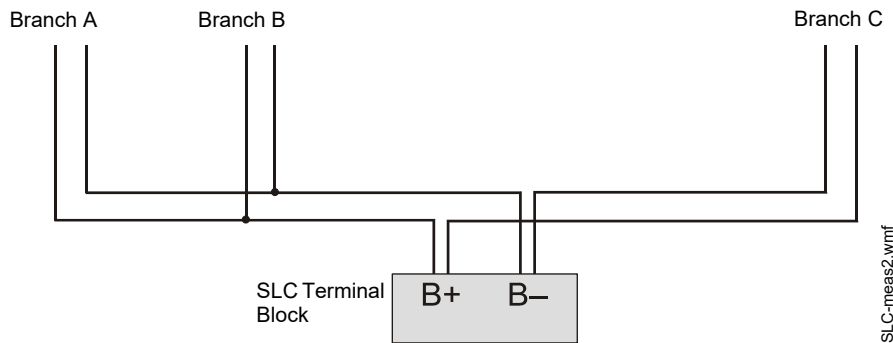 Branch A
Branch B
Branch C
SLC Terminal
Block
B+
B–
SLC-meas2.wmf